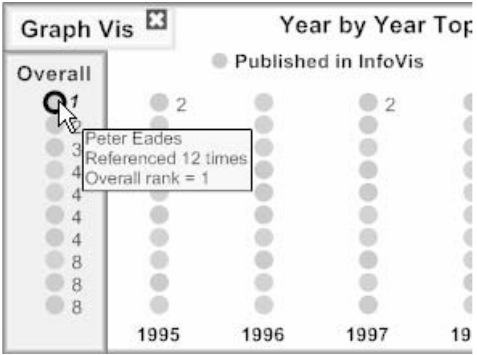 Graph Vis
Year by Year Top
Published in InfoVis
Overall
1
2
2
2
Peter Eades
Referenced 12 times
Overall rank = 1
3
4
4
4
4
8
8
8
1995 1996 1997 19